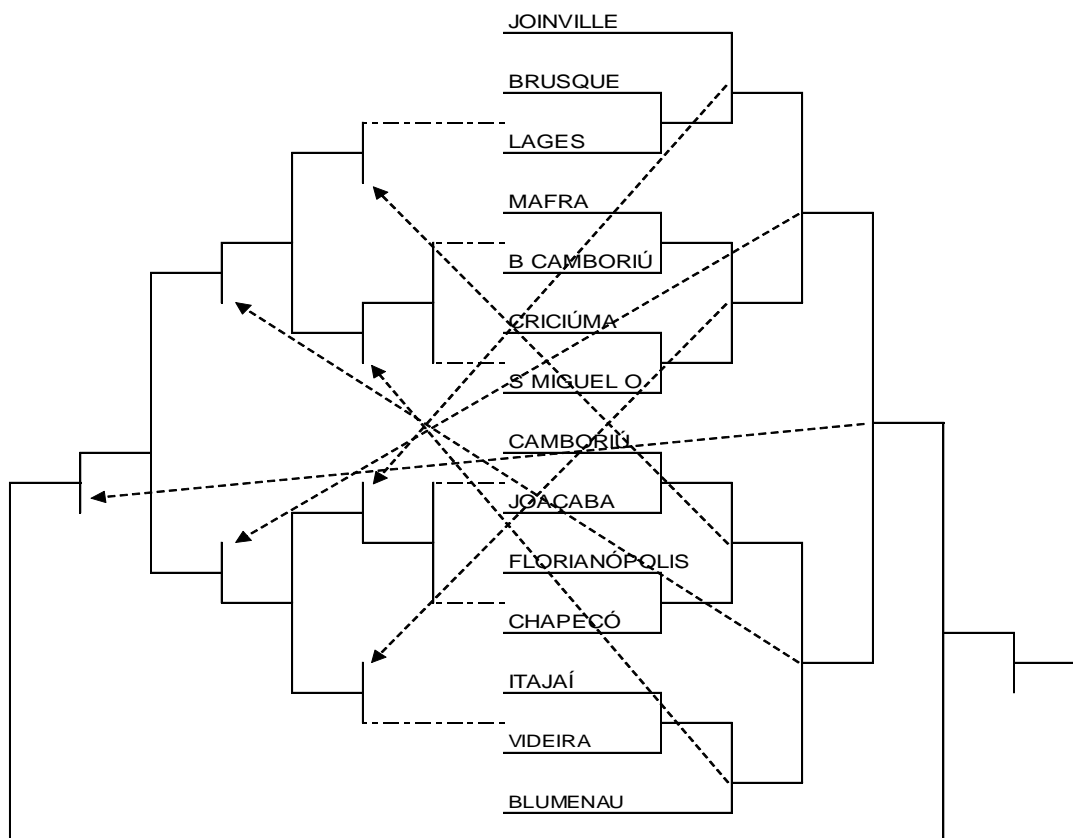 JOINVILLE
BRUSQUE
LAGES
MAFRA
B CAMBORIÚ
CRICIÚMA
S MIGUEL O
CAMBORIÚ
JOAÇABA
FLORIANÓPOLIS
CHAPECÓ
ITAJAÍ
VIDEIRA
BLUMENAU